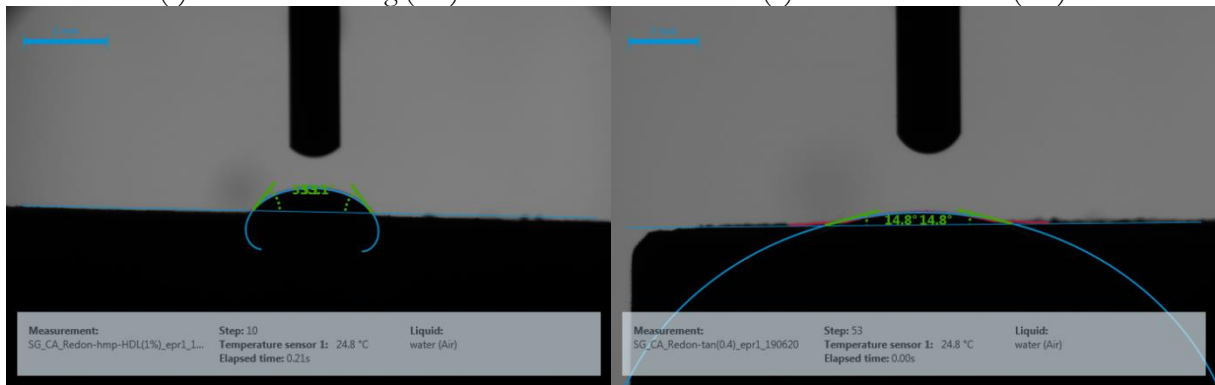 14.8° 14.8°
Measurement:
SG_CA_Redon-hmp-HDL(1%)_epr1_1...
Step: 10
Temperature sensor 1: 24.8 °C
Elapsed time: 0.21s
Liquid:
water (Air)
Measurement:
SG_CA_Redon-tan(0.4)_epr1_190620
Step: 53
Temperature sensor 1: 24.8 °C
Elapsed time: 0.00s
Liquid:
water (Air)